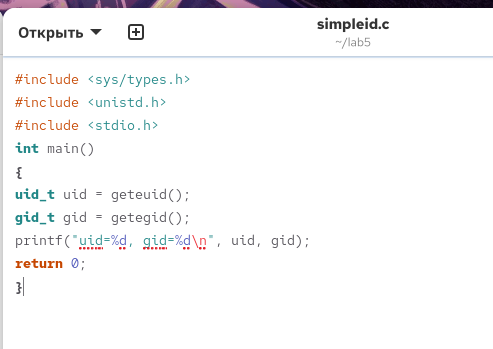 Открыть
simpleid.c
~/lab5
#include <sys/types.h>
#include <unistd.h>
#include <stdio.h>
int main()
{
uid_t uid = geteuid();
gid_t gid = getegid();
printf("uid=%d, gid=%d\n", uid, gid);
return 0;
}